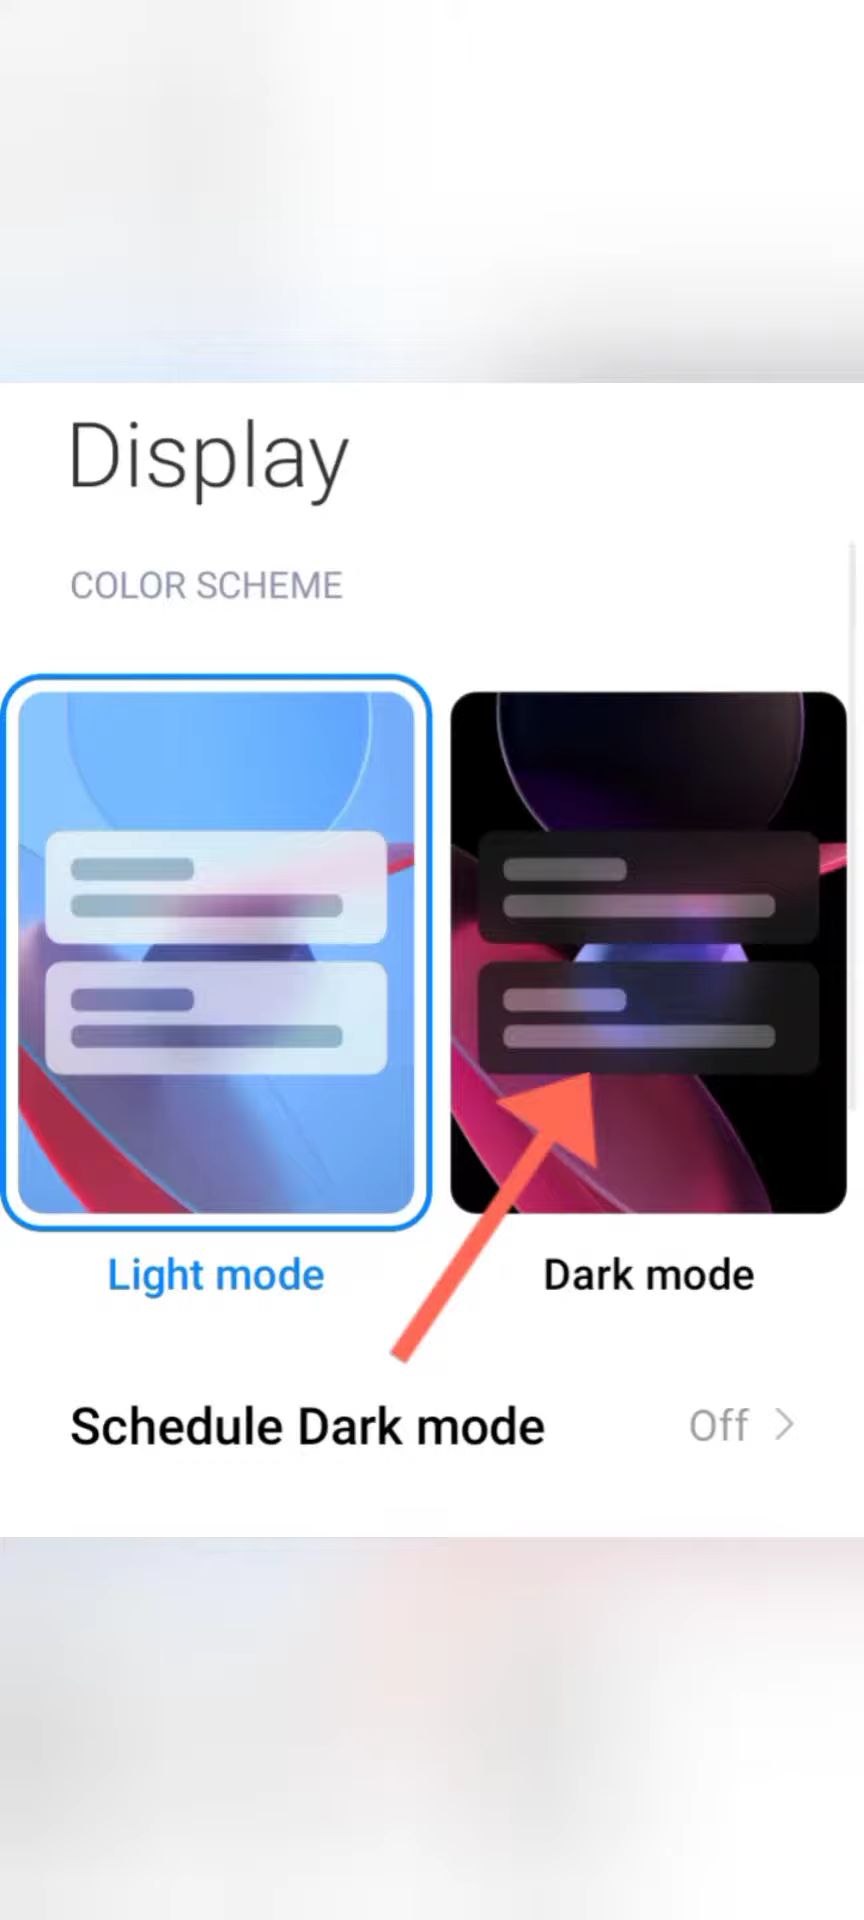 Display
COLOR SCHEME
Light mode
Dark mode
Schedule Dark mode
Off